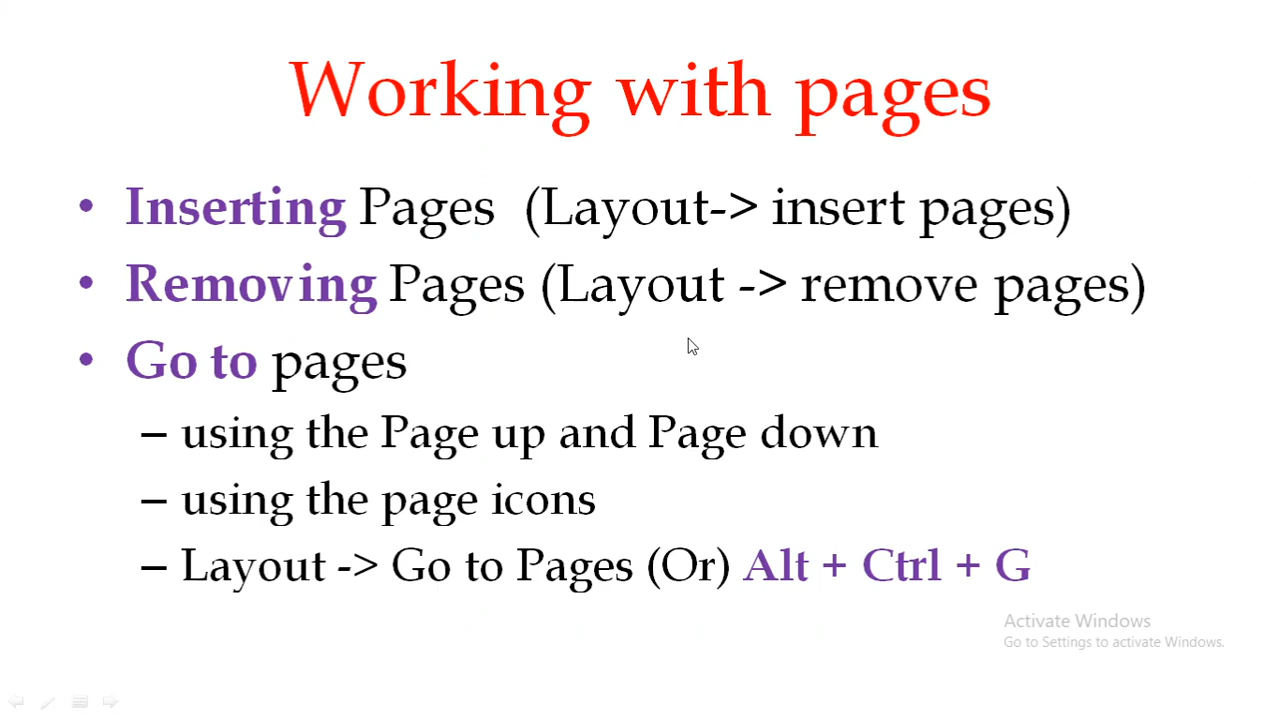 Working with pages
• Inserting Pages (Layout-> insert pages)
• Removing Pages (Layout -> remove pages)
• Go to pages
– using the Page up and Page down
– using the page icons
– Layout -> Go to Pages (Or) Alt + Ctrl + G
Activate Windows
Go to Settings to activate Windows.